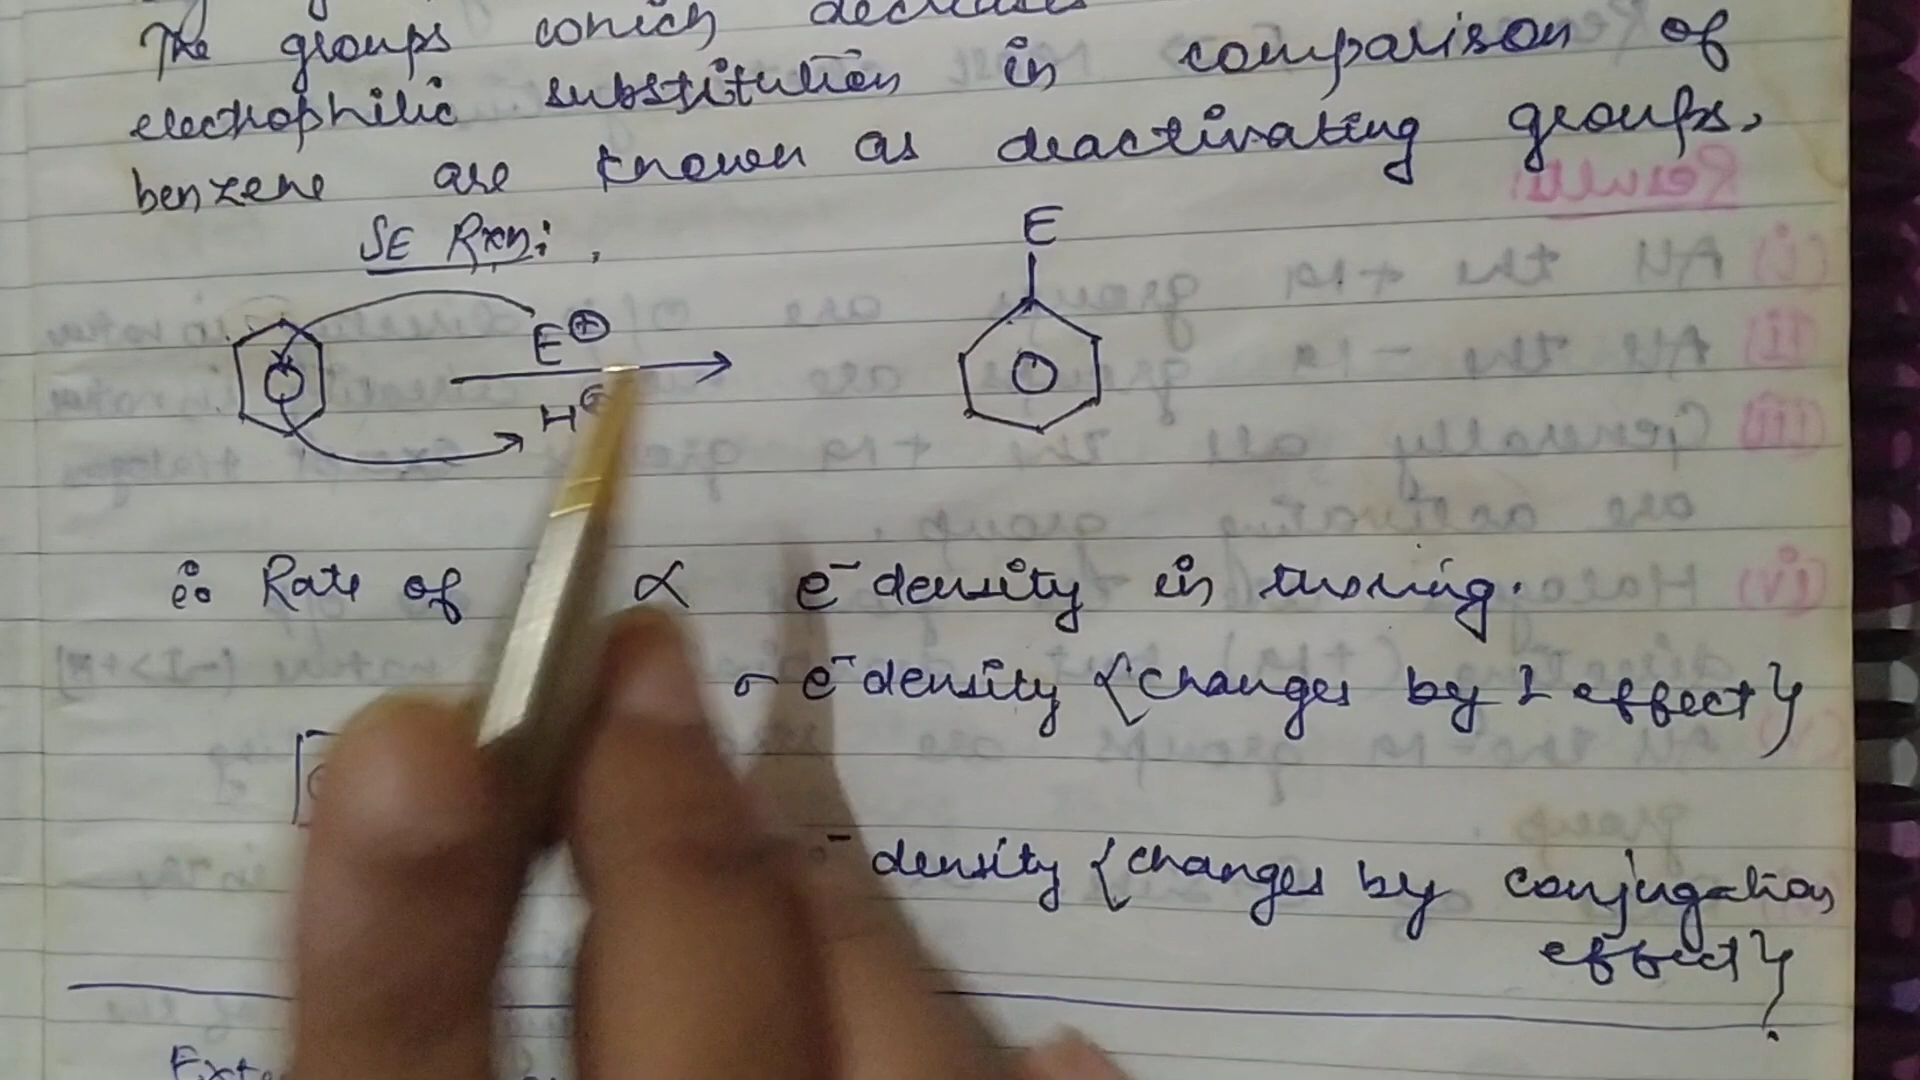 The groups which decreases
electrophilic substitution in comparison of
benzene are known as deactivating groups.
SE Rxn:
E
E⊕
H⊕
∴ Rate of ∝ e⁻ density in the ring.
σ e⁻ density {changes by I effect}
density {changes by conjugation
effect}